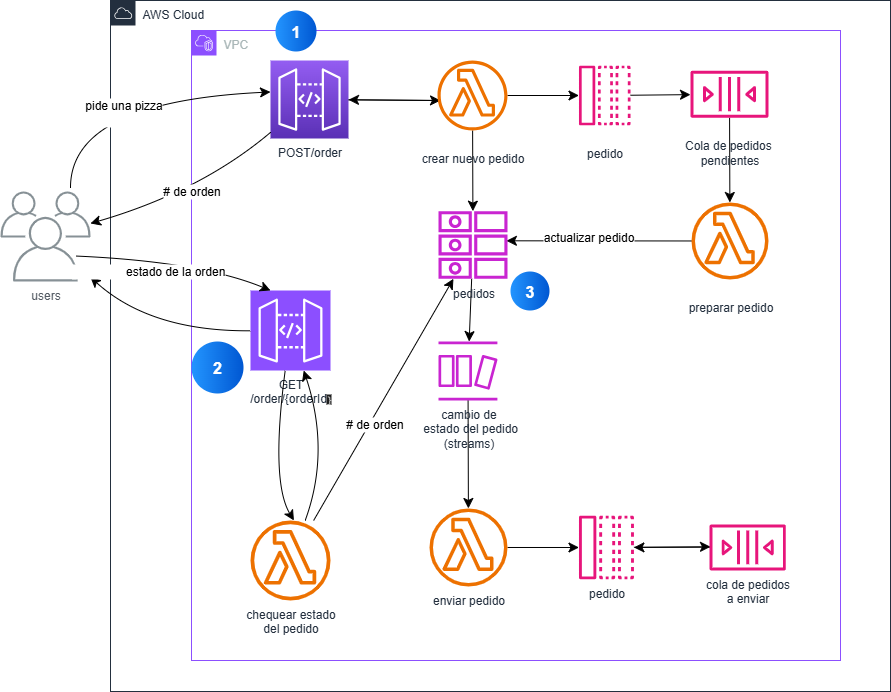 AWS Cloud
1
VPC
pide una pizza
POST/order
crear nuevo pedido
pedido
Cola de pedidos
pendientes
# de orden
actualizar pedido
estado de la orden
users
pedidos
3
preparar pedido
2
GET
/order/{orderId}
# de orden
cambio de
estado del pedido
(streams)
chequear estado
del pedido
enviar pedido
pedido
cola de pedidos
a enviar